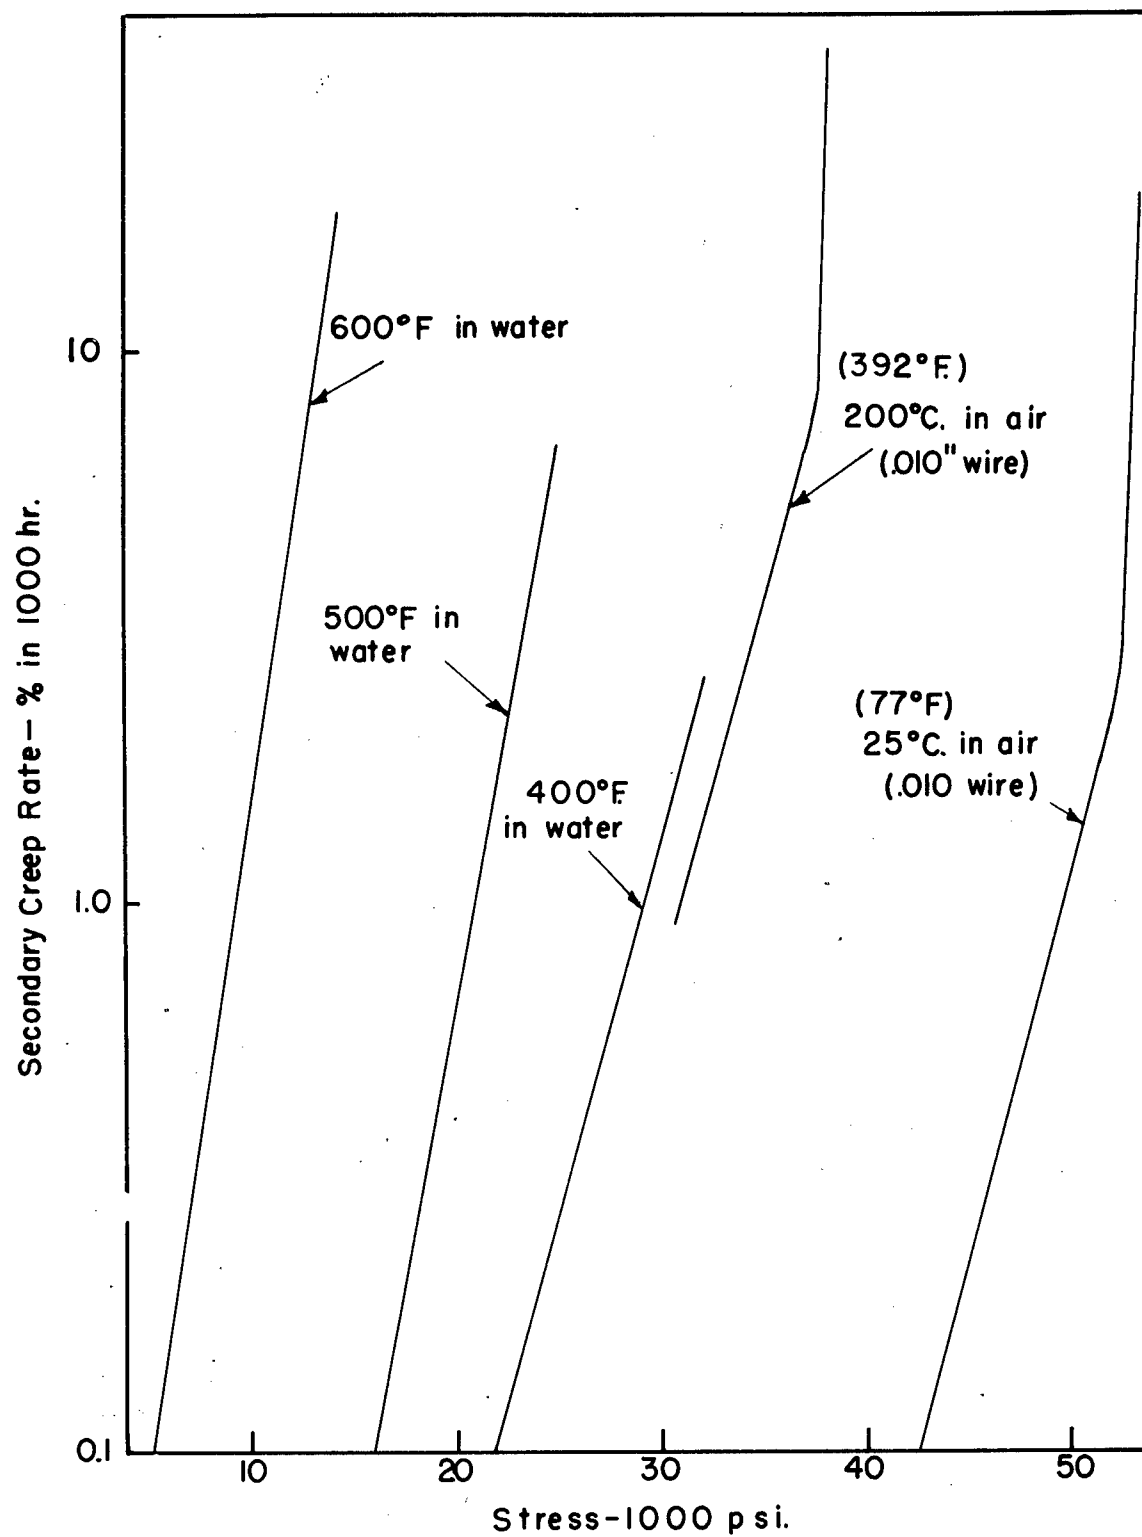 600°F in water
10
(392°F.)
200°C. in air
(.010" wire)
Secondary Creep Rate – % in 1000 hr.
500°F in
water
(77°F)
25°C. in air
(.010 wire)
400°F.
in water
1.0
0.1
10 20 30 40 50
Stress-1000 psi.